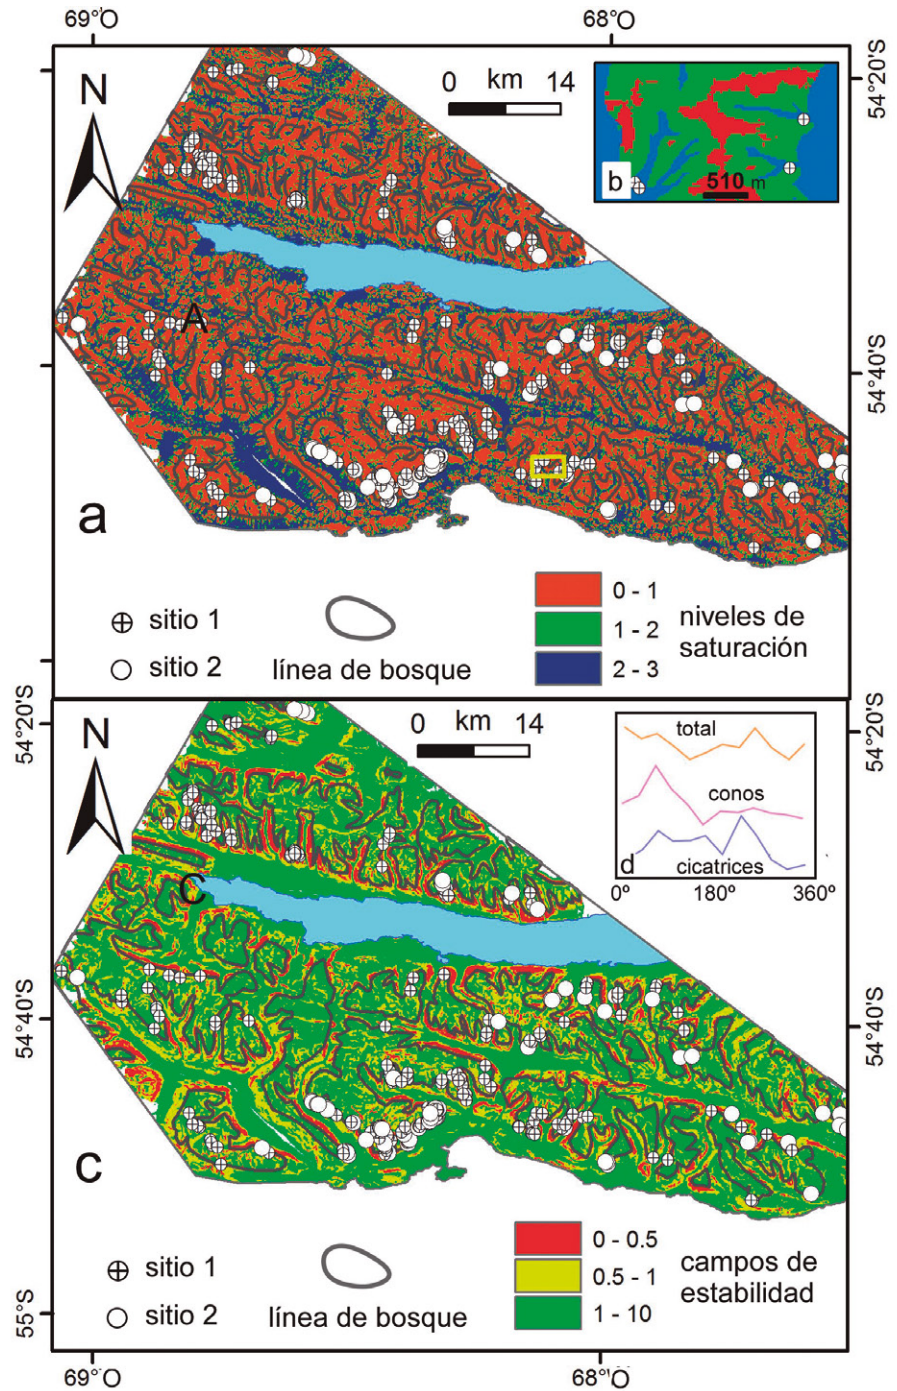 69°O 68°O
0 km 14
N
54°20'S
b
510 m
A
54°40'S
a
sitio 1
sitio 2
línea de bosque
0 - 1
1 - 2
2 - 3
niveles de
saturación
54°20'S
54°20'S
N
0 km 14
total
conos
cicatrices
d
0° 180° 360°
C
54°40'S
54°40'S
c
sitio 1
sitio 2
línea de bosque
0 - 0.5
0.5 - 1
1 - 10
campos de
estabilidad
55°S
69°O 68°O